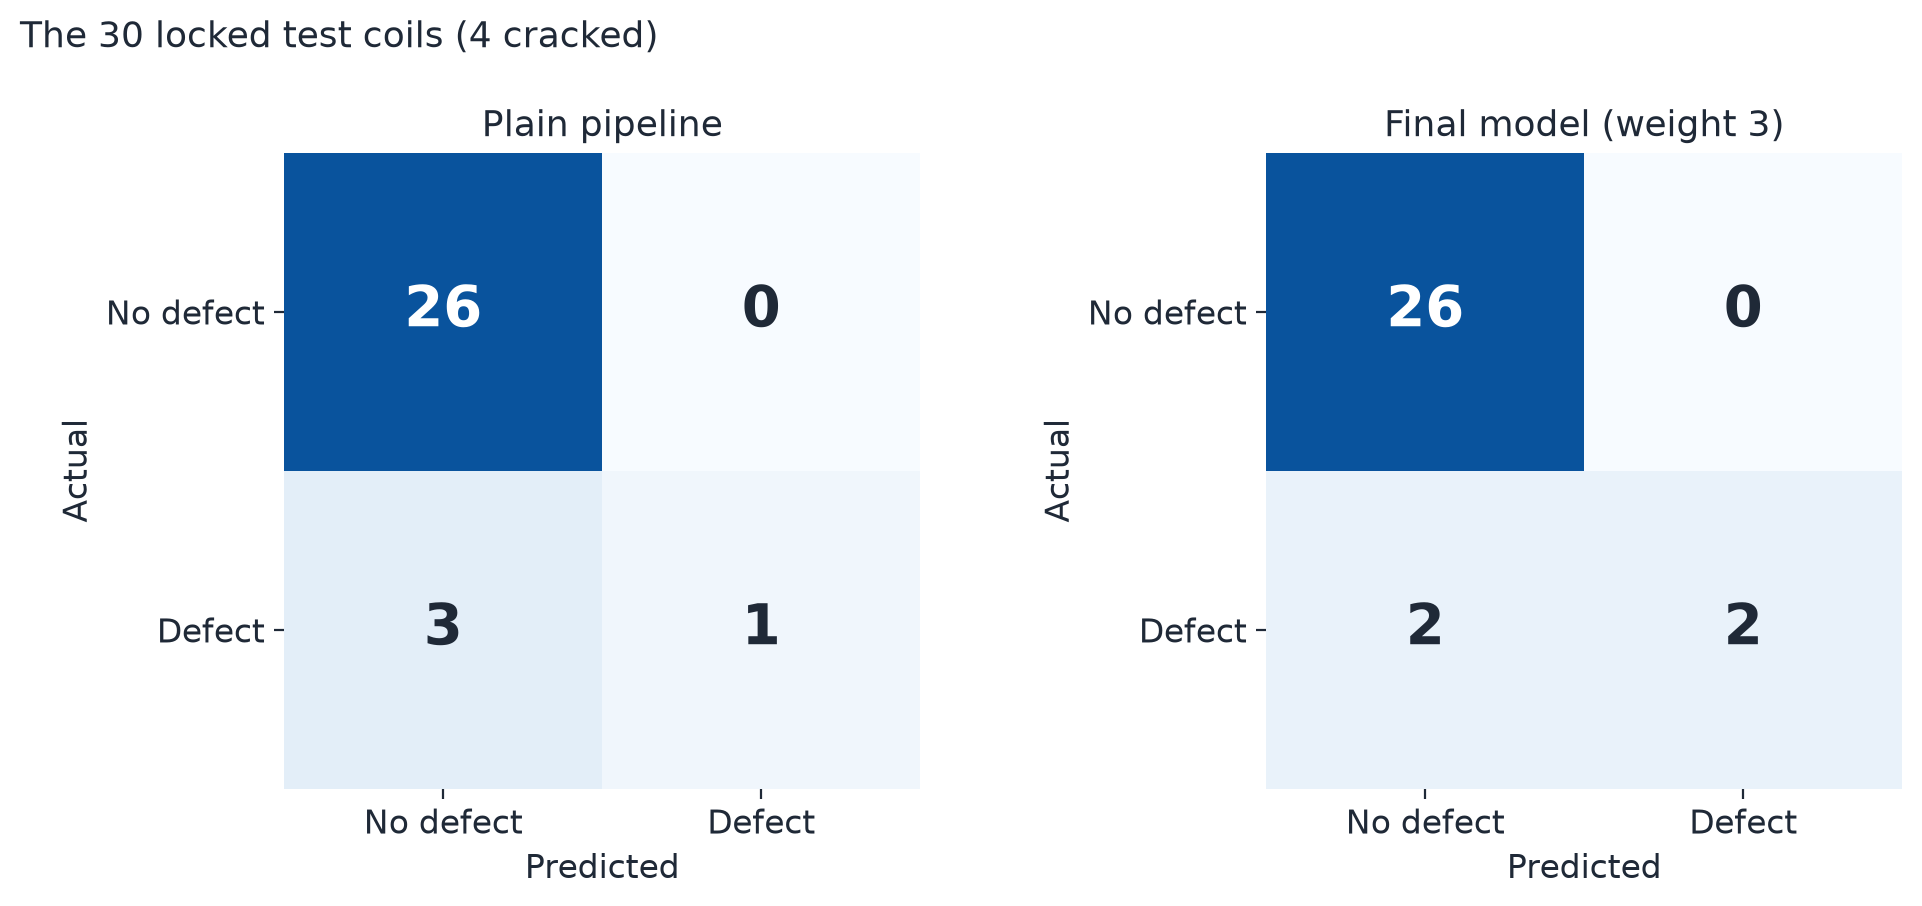 The 30 locked test coils (4 cracked)
Plain pipeline
No defect
26
0
Actual
Defect
3
1
No defect
Defect
Predicted
Final model (weight 3)
No defect
26
0
Actual
Defect
2
2
No defect
Defect
Predicted